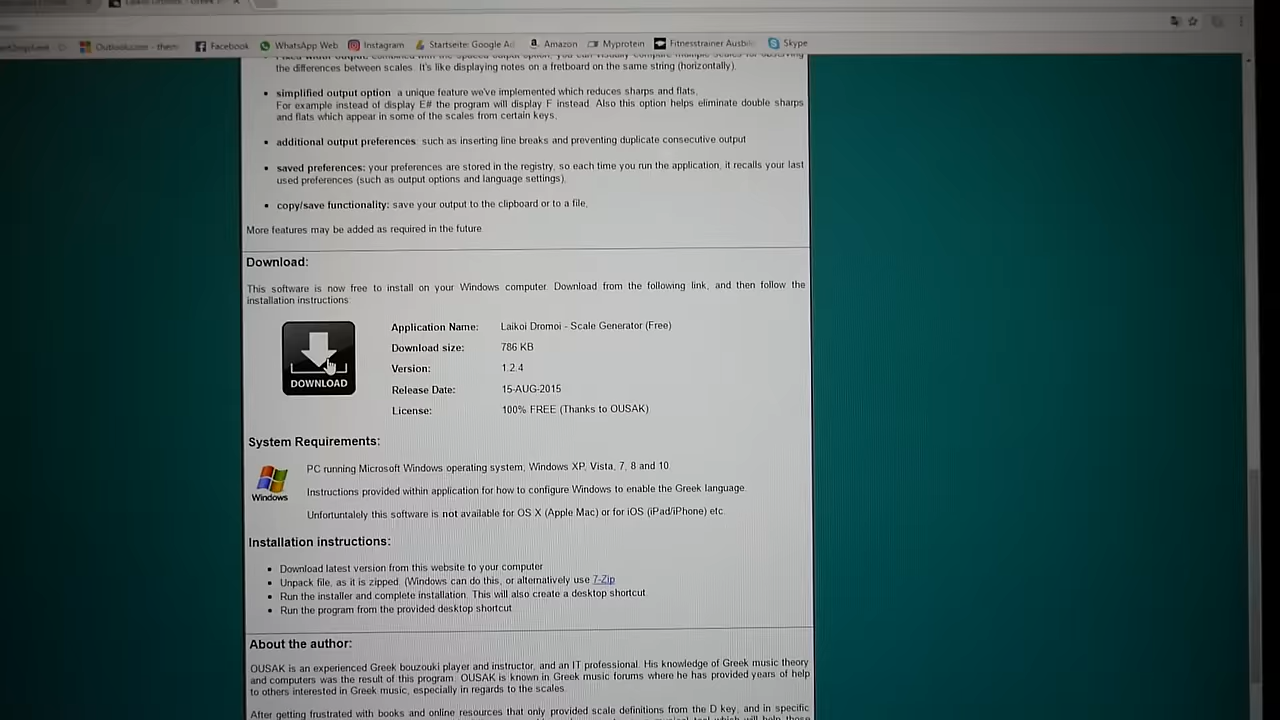 Outlook.com - them
Facebook
WhatsApp Web
Instagram
Startseite: Google Ad
Amazon
Myprotein
Fitnesstrainer Ausbil
Skype
the differences between scales. It's like displaying notes on a fretboard on the same string (horizontally).
simplified output option a unique feature we've implemented which reduces sharps and flats.
For example instead of display E# the program will display F instead. Also this option helps eliminate double sharps
and flats which appear in some of the scales from certain keys.
additional output preferences: such as inserting line breaks and preventing duplicate consecutive output
saved preferences: your preferences are stored in the registry, so each time you run the application, it recalls your last
used preferences (such as output options and language settings).
copy/save functionality: save your output to the clipboard or to a file.
More features may be added as required in the future
Download:
This software is now free to install on your Windows computer. Download from the following link, and then follow the
installation instructions:
DOWNLOAD
Application Name: Laikoi Dromoi - Scale Generator (Free)
Download size: 786 KB
Version: 1.2.4
Release Date: 15-AUG-2015
License: 100% FREE (Thanks to OUSAK)
System Requirements:
Windows
PC running Microsoft Windows operating system, Windows XP, Vista, 7, 8 and 10.
Instructions provided within application for how to configure Windows to enable the Greek language.
Unfortuntalely this software is not available for OS X (Apple Mac) or for iOS (iPad/iPhone) etc.
Installation instructions:
Download latest version from this website to your computer
Unpack file, as it is zipped. (Windows can do this, or alternatively use 7-Zip
Run the installer and complete installation. This will also create a desktop shortcut
Run the program from the provided desktop shortcut
About the author:
OUSAK is an experienced Greek bouzouki player and instructor, and an IT professional. His knowledge of Greek music theory
and computers was the result of this program. OUSAK is known in Greek music forums where he has provided years of help
to others interested in Greek music, especially in regards to the scales.
After getting frustrated with books and online resources that only provided scale definitions from the D key, and in specific